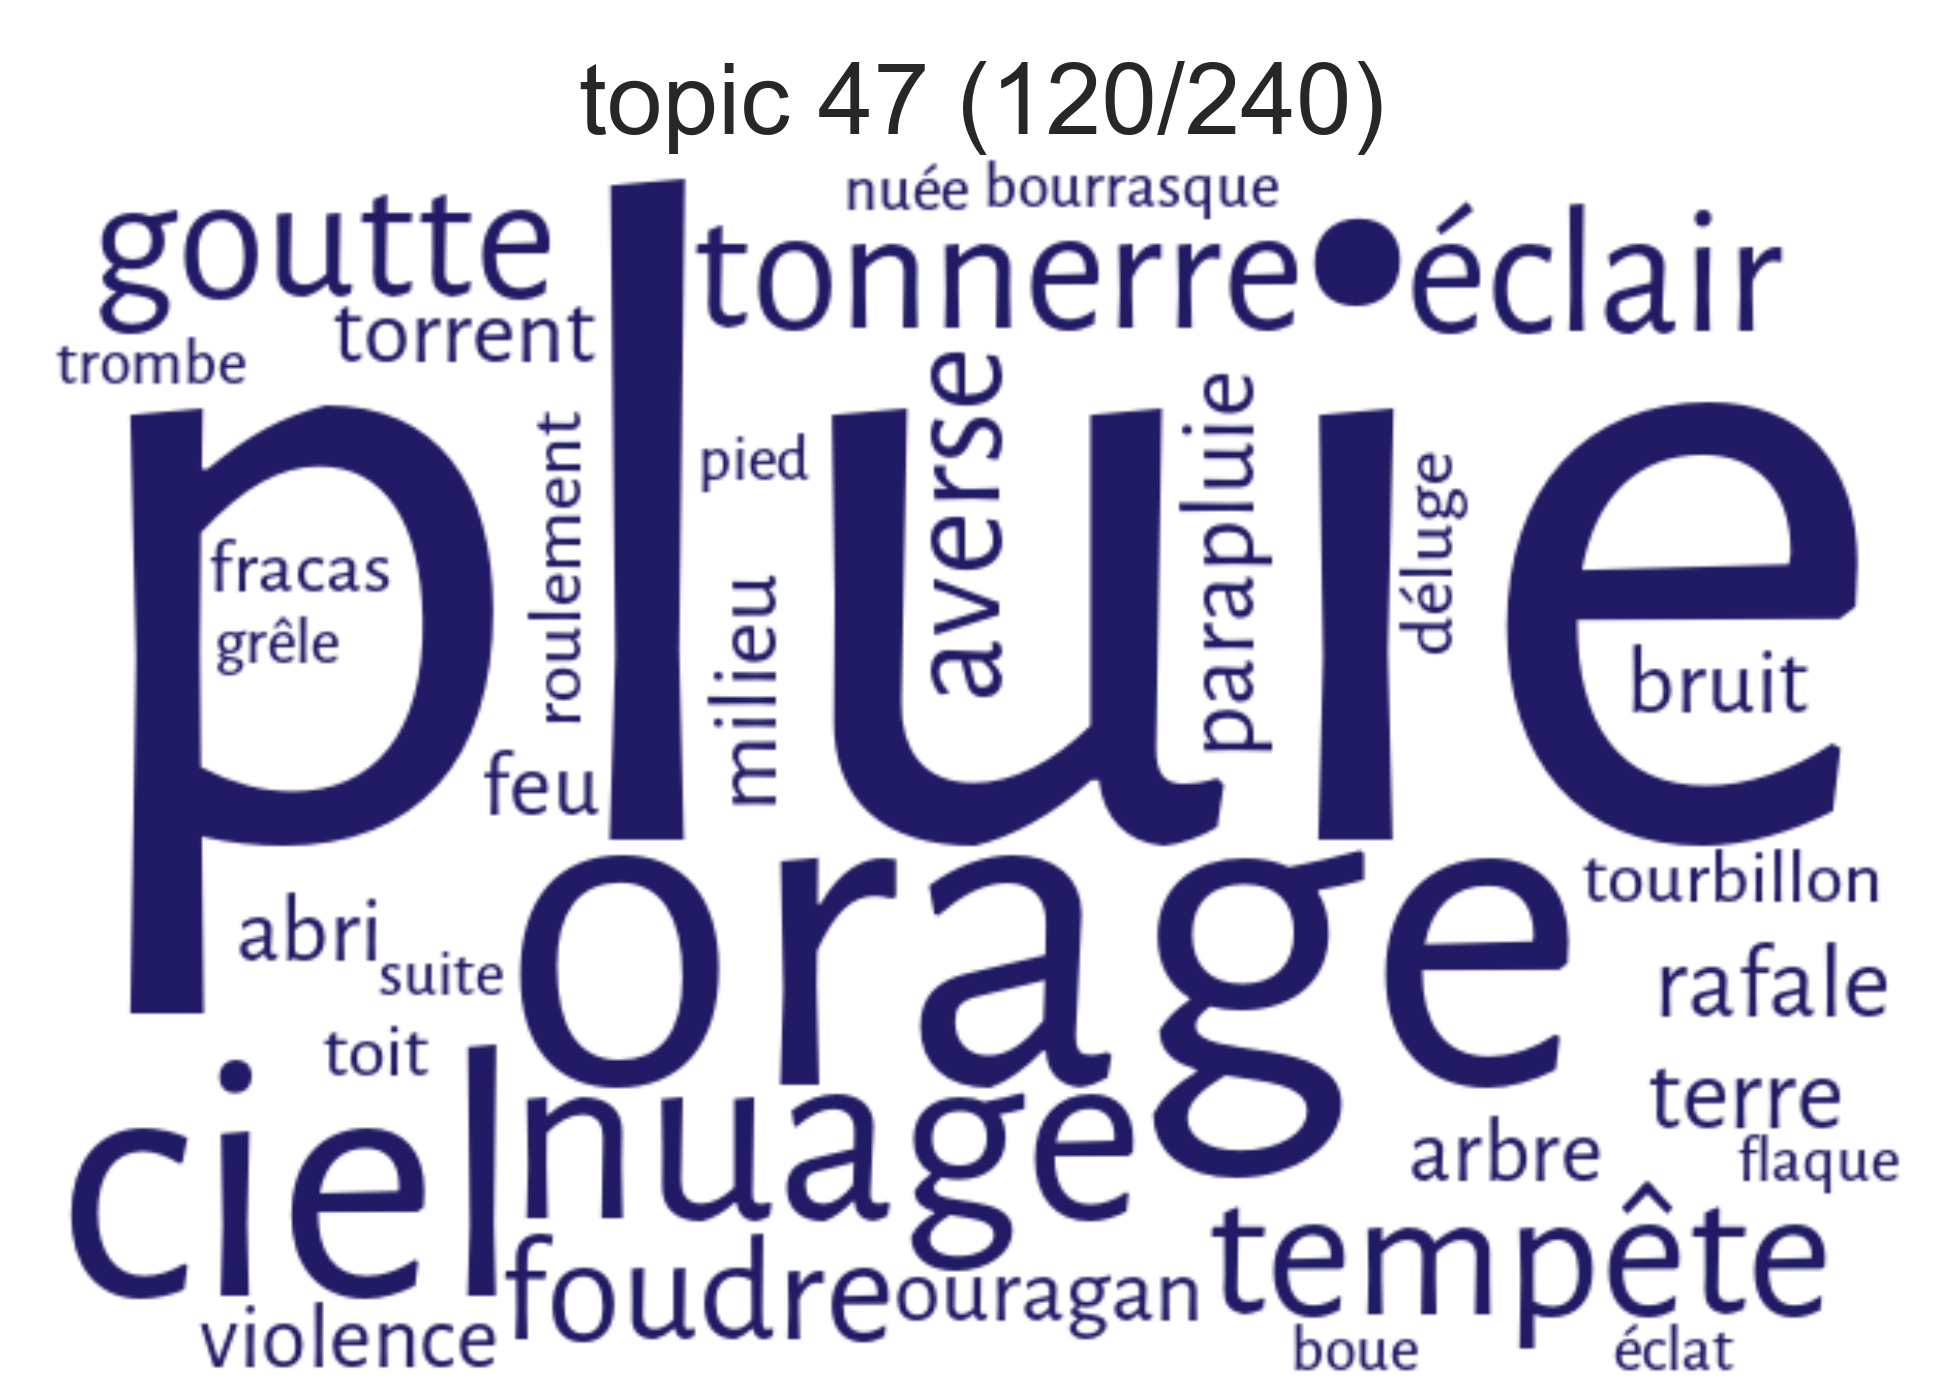 topic 47 (120/240)
nuée bourrasque
goutte tonnerre éclair
torrent
trombe
pluie
averse
parapluie
roulement
pied
déluge
fracas
grêle
milieu
bruit
feu
orage
tourbillon
abri
suite
rafale
toit
ciel nuage
terre
arbre
flaque
tempête
foudre ouragan
violence
boue
éclat